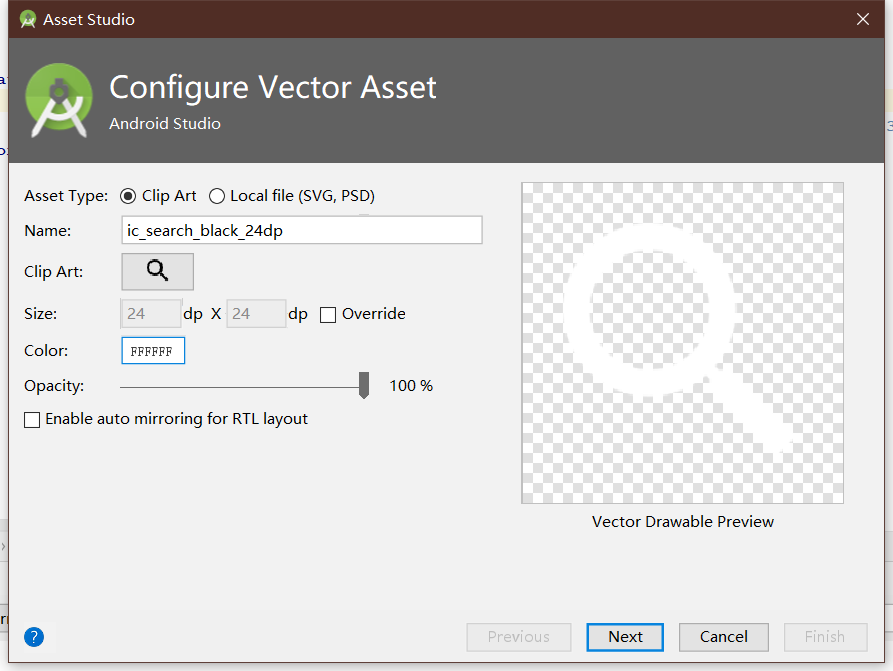 Asset Studio
Configure Vector Asset
Android Studio
Asset Type: Clip Art Local file (SVG, PSD)
Name: ic_search_black_24dp
Clip Art:
Size: 24 dp X 24 dp Override
Color: FFFFFF
Opacity: 100 %
Enable auto mirroring for RTL layout
Vector Drawable Preview
? Previous Next Cancel Finish